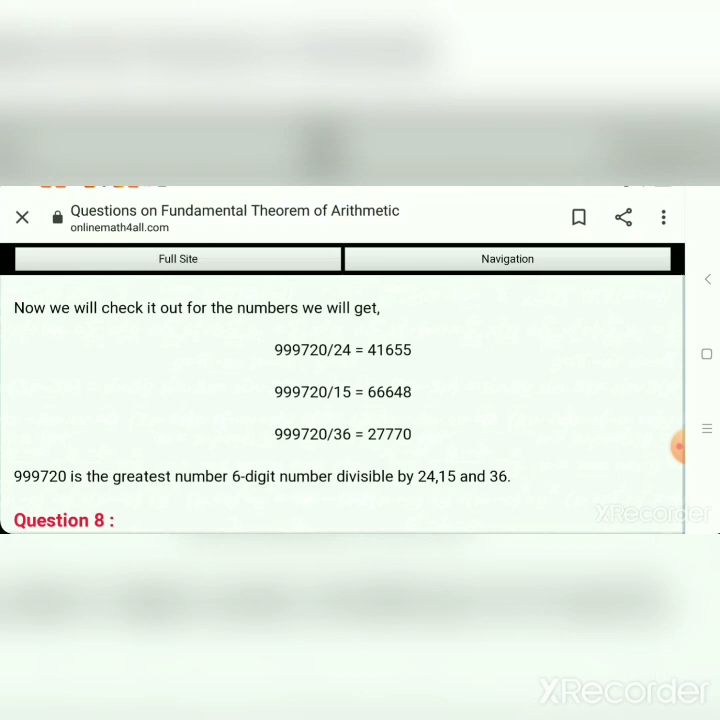 Questions on Fundamental Theorem of Arithmetic
onlinemath4all.com
Full Site
Navigation
Now we will check it out for the numbers we will get,
999720/24 = 41655
999720/15 = 66648
999720/36 = 27770
999720 is the greatest number 6-digit number divisible by 24,15 and 36.
Question 8 :
XRecorder
XRecorder